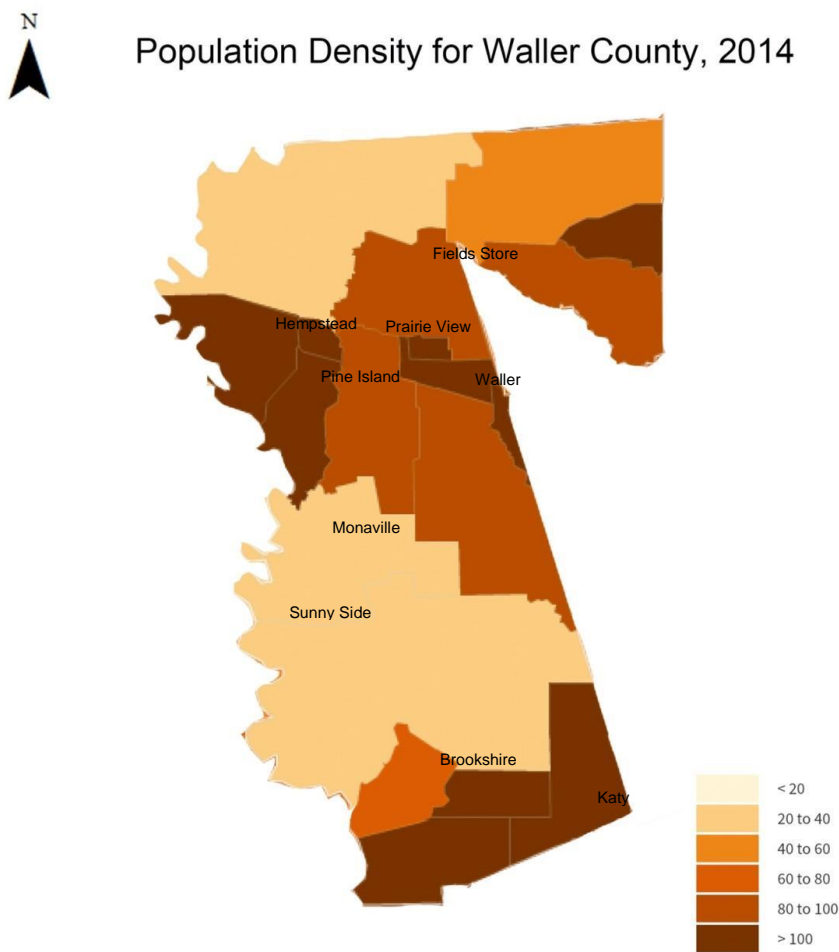 N
Population Density for Waller County, 2014
Fields Store
Hempstead
Prairie View
Pine Island
Waller
Monaville
Sunny Side
Brookshire
Katy
< 20
20 to 40
40 to 60
60 to 80
80 to 100
> 100